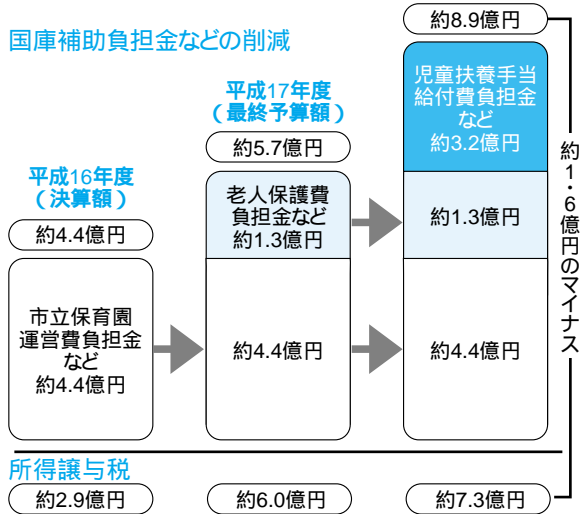 国庫補助負担金などの削減
平成16年度
（決算額）
約4.4億円
市立保育園
運営費負担金
など
約4.4億円
平成17年度
（最終予算額）
約5.7億円
老人保護費
負担金など
約1.3億円
約4.4億円
約8.9億円
児童扶養手当
給付費負担金
など
約3.2億円
約1.3億円
約4.4億円
約1・6億円のマイナス
所得譲与税
約2.9億円
約6.0億円
約7.3億円